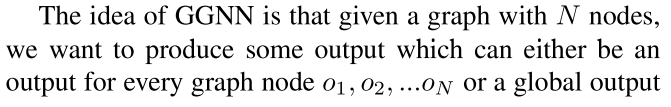 The idea of GGNN is that given a graph with N nodes,
we want to produce some output which can either be an
output for every graph node o₁, o₂, ...o_N or a global output